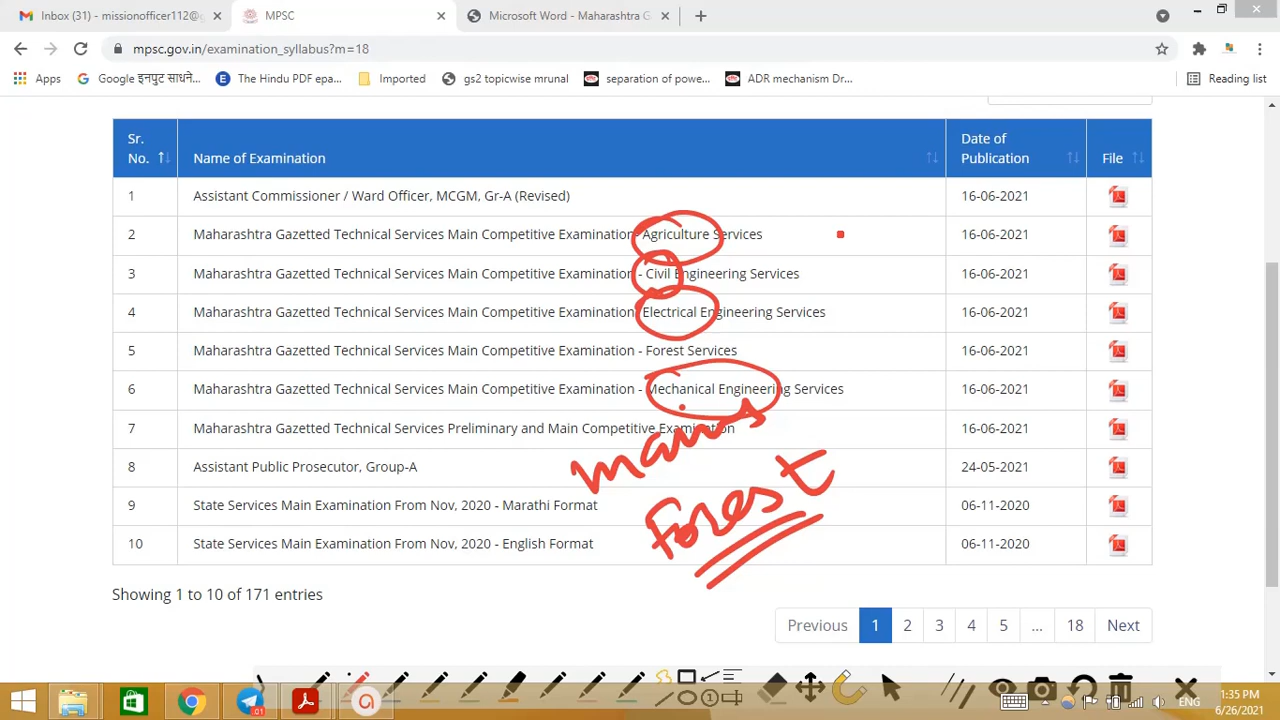 Inbox (31) - missionofficer112@g
MPSC
Microsoft Word - Maharashtra G
mpsc.gov.in/examination_syllabus?m=18
Apps
Google इनपुट साधने...
The Hindu PDF epa...
Imported
gs2 topicwise mrunal
separation of powe...
ADR mechanism Dr...
Reading list
Sr. No. Name of Examination Date of Publication File
1 Assistant Commissioner / Ward Officer, MCGM, Gr-A (Revised) 16-06-2021
2 Maharashtra Gazetted Technical Services Main Competitive Examination - Agriculture Services 16-06-2021
3 Maharashtra Gazetted Technical Services Main Competitive Examination - Civil Engineering Services 16-06-2021
4 Maharashtra Gazetted Technical Services Main Competitive Examination - Electrical Engineering Services 16-06-2021
5 Maharashtra Gazetted Technical Services Main Competitive Examination - Forest Services 16-06-2021
6 Maharashtra Gazetted Technical Services Main Competitive Examination - Mechanical Engineering Services 16-06-2021
7 Maharashtra Gazetted Technical Services Preliminary and Main Competitive Examination 16-06-2021
mains
8 Assistant Public Prosecutor, Group-A 24-05-2021
9 State Services Main Examination From Nov, 2020 - Marathi Format 06-11-2020
Forest
10 State Services Main Examination From Nov, 2020 - English Format 06-11-2020
Showing 1 to 10 of 171 entries
Previous 1 2 3 4 5 ... 18 Next
01
ENG
1:35 PM
6/26/2021